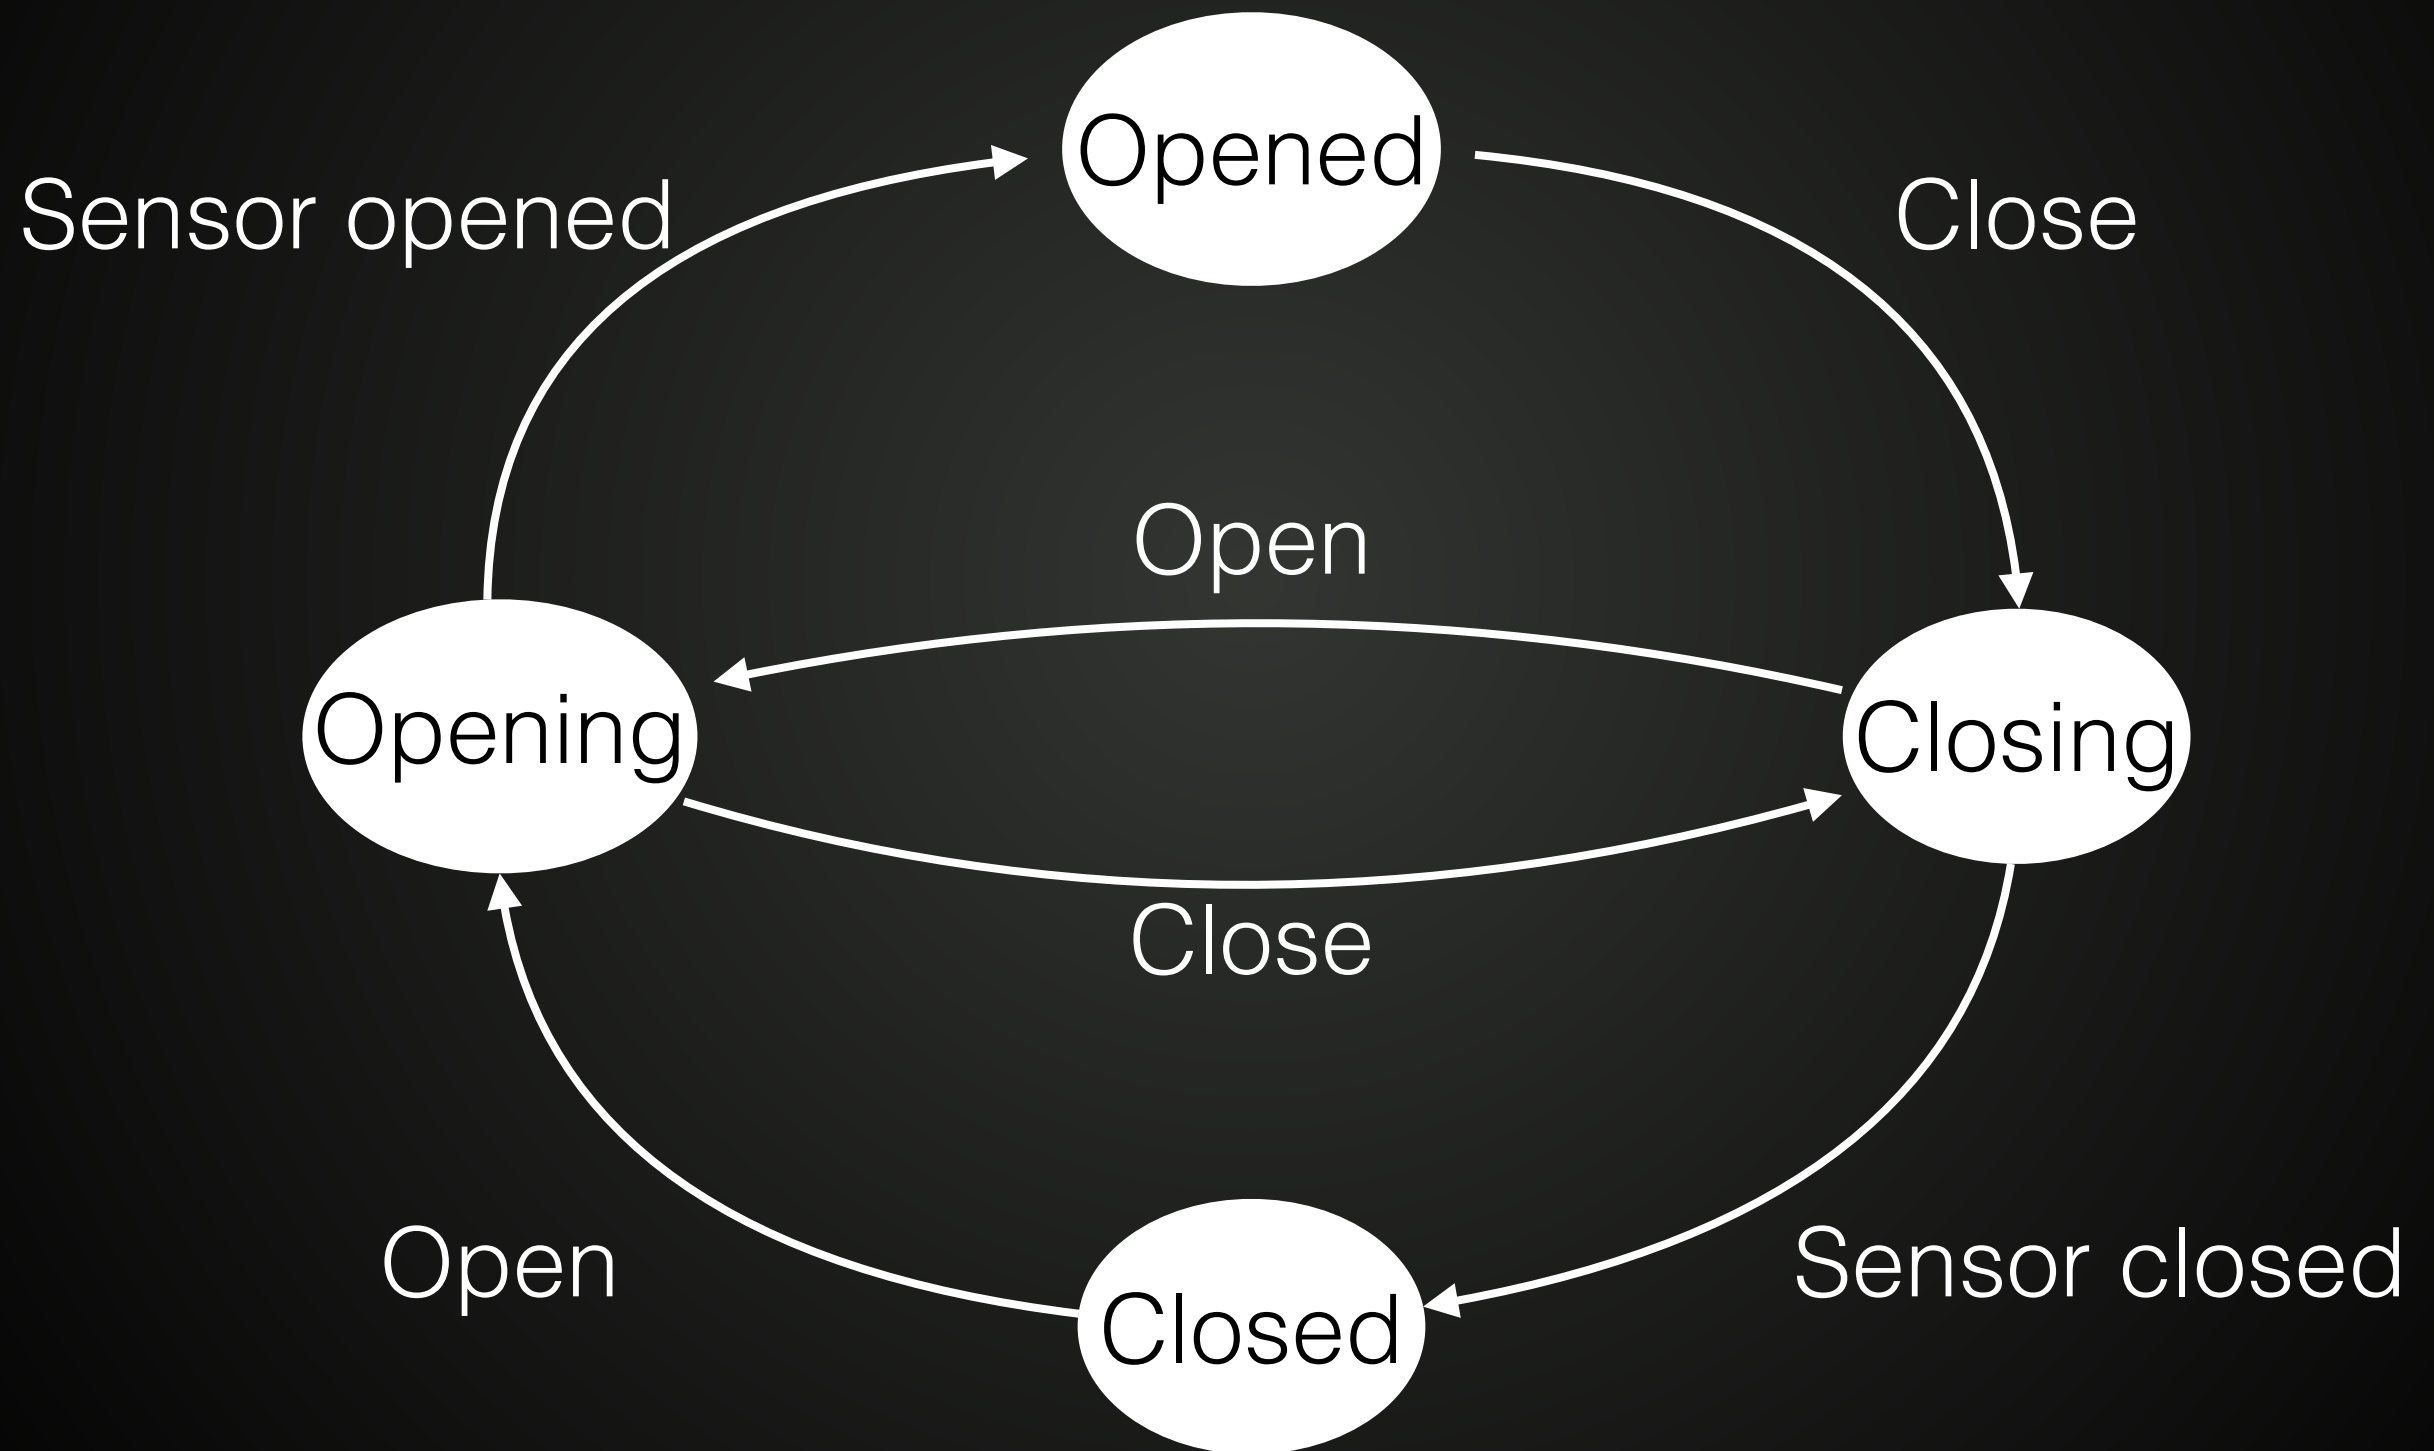 Opened
Sensor opened
Close
Open
Opening
Closing
Close
Open
Sensor closed
Closed